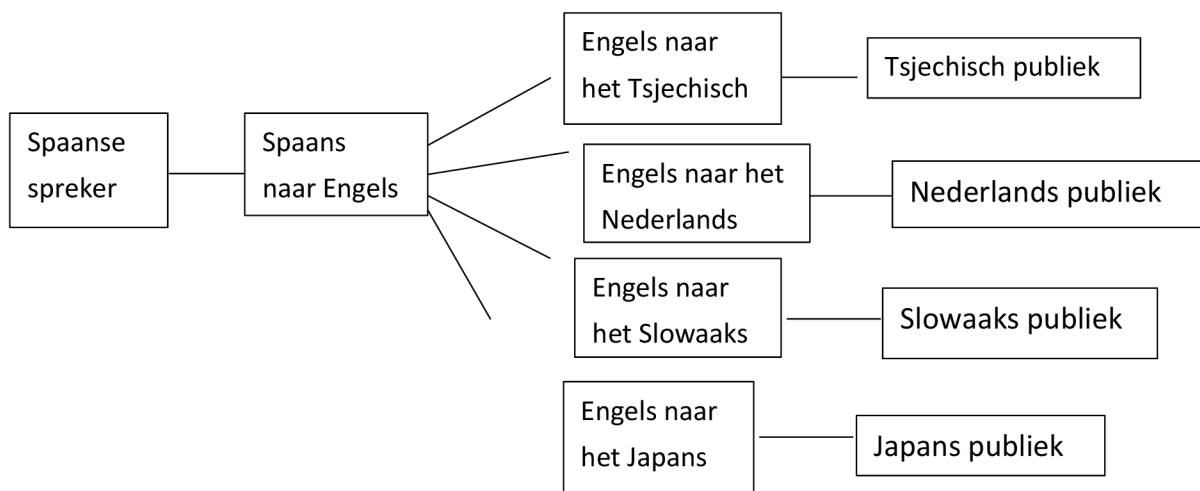 Spaanse
spreker
Spaans
naar Engels
Engels naar
het Tsjechisch
Tsjechisch publiek
Engels naar het
Nederlands
Nederlands publiek
Engels naar
het Slowaaks
Slowaaks publiek
Engels naar
het Japans
Japans publiek